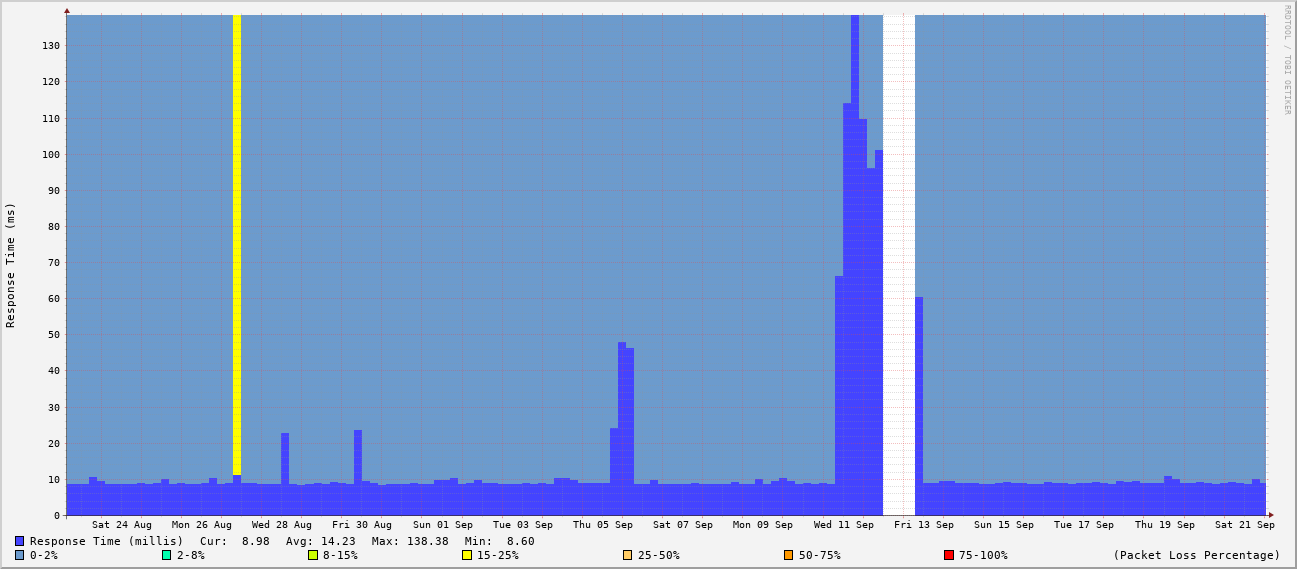 RRDTOOL / TOBI OETIKER
Response Time (ms)
130
120
110
100
90
80
70
60
50
40
30
20
10
0
Sat 24 Aug Mon 26 Aug Wed 28 Aug Fri 30 Aug Sun 01 Sep Tue 03 Sep Thu 05 Sep Sat 07 Sep Mon 09 Sep Wed 11 Sep Fri 13 Sep Sun 15 Sep Tue 17 Sep Thu 19 Sep Sat 21 Sep
Response Time (millis) Cur: 8.98 Avg: 14.23 Max: 138.38 Min: 8.60
0-2% 2-8% 8-15% 15-25% 25-50% 50-75% 75-100% (Packet Loss Percentage)